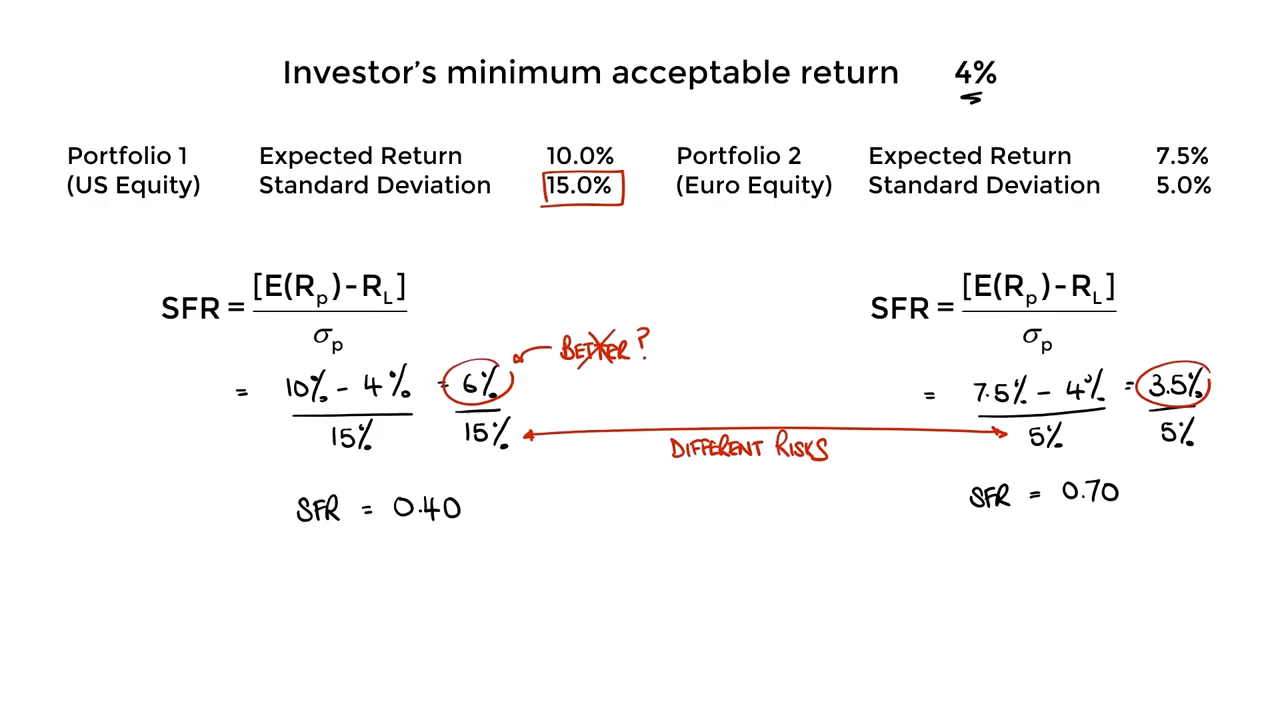 Investor's minimum acceptable return 4%
Portfolio 1 Expected Return 10.0% Portfolio 2 Expected Return 7.5%
(US Equity) Standard Deviation 15.0% (Euro Equity) Standard Deviation 5.0%
SFR = [E(Rp)-RL] / σp
SFR = [E(Rp)-RL] / σp
BETTER?
= 10% - 4% / 15% = 6% / 15%
DIFFERENT RISKS
= 7.5% - 4% / 5% = 3.5% / 5%
SFR = 0.40
SFR = 0.70